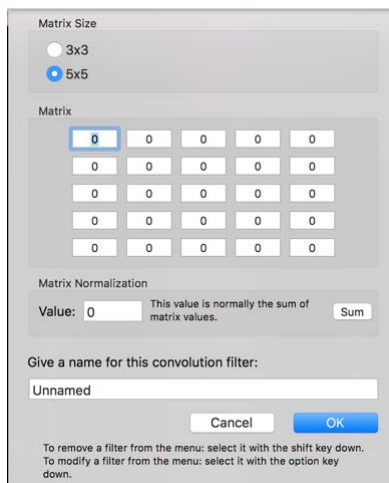 Matrix Size
3x3
5x5
Matrix
0 0 0 0 0
0 0 0 0 0
0 0 0 0 0
0 0 0 0 0
0 0 0 0 0
Matrix Normalization
Value: 0 This value is normally the sum of
matrix values. Sum
Give a name for this convolution filter:
Unnamed
Cancel OK
To remove a filter from the menu: select it with the shift key down.
To modify a filter from the menu: select it with the option key
down.